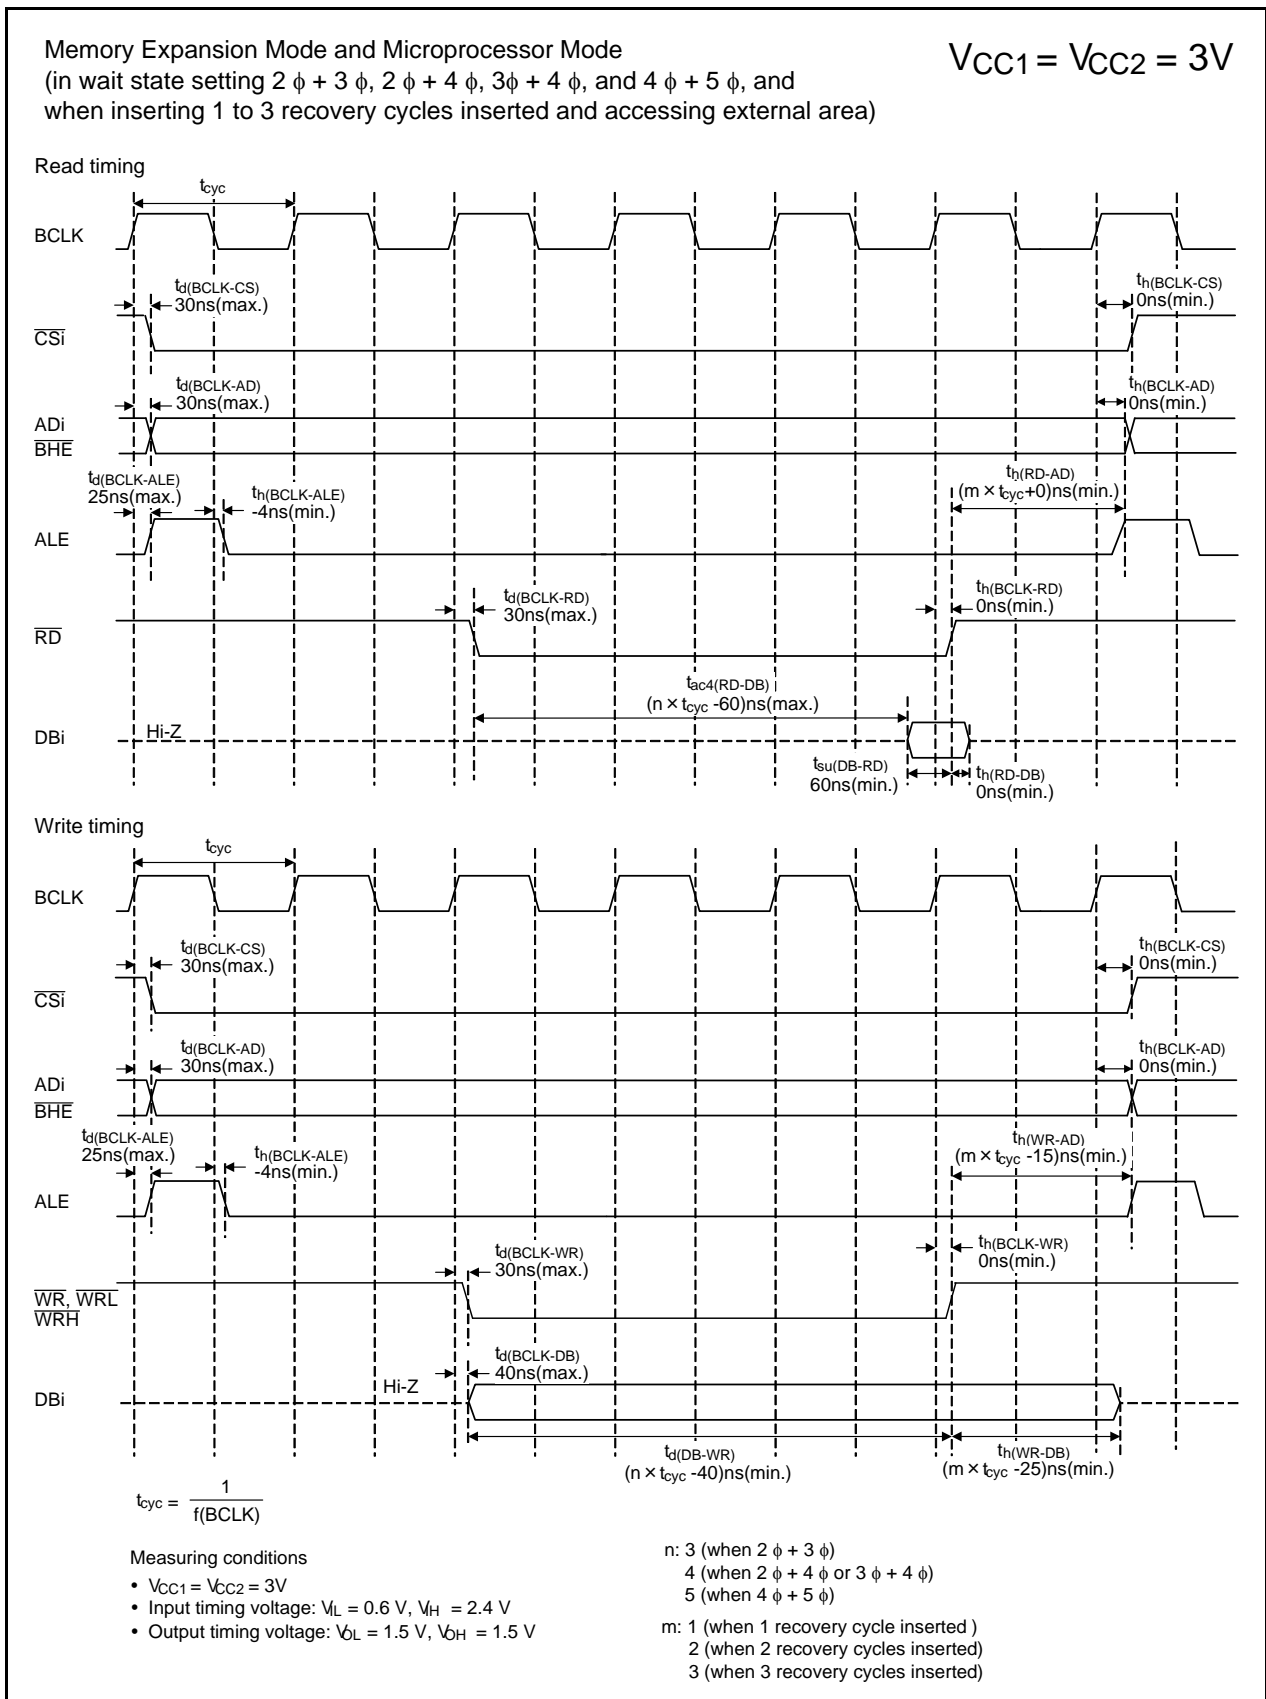 Memory Expansion Mode and Microprocessor Mode
(in wait state setting 2 ϕ + 3 ϕ, 2 ϕ + 4 ϕ, 3ϕ + 4 ϕ, and 4 ϕ + 5 ϕ, and
when inserting 1 to 3 recovery cycles inserted and accessing external area)
VCC1 = VCC2 = 3V
Read timing
tcyc
BCLK
td(BCLK-CS)
30ns(max.)
th(BCLK-CS)
0ns(min.)
CSi
td(BCLK-AD)
30ns(max.)
th(BCLK-AD)
0ns(min.)
ADi
BHE
td(BCLK-ALE)
25ns(max.)
th(BCLK-ALE)
-4ns(min.)
th(RD-AD)
(m × tcyc+0)ns(min.)
ALE
td(BCLK-RD)
30ns(max.)
th(BCLK-RD)
0ns(min.)
RD
tac4(RD-DB)
(n × tcyc -60)ns(max.)
DBi
Hi-Z
tsu(DB-RD)
60ns(min.)
th(RD-DB)
0ns(min.)
Write timing
tcyc
BCLK
td(BCLK-CS)
30ns(max.)
th(BCLK-CS)
0ns(min.)
CSi
td(BCLK-AD)
30ns(max.)
th(BCLK-AD)
0ns(min.)
ADi
BHE
td(BCLK-ALE)
25ns(max.)
th(BCLK-ALE)
-4ns(min.)
th(WR-AD)
(m × tcyc -15)ns(min.)
ALE
td(BCLK-WR)
30ns(max.)
th(BCLK-WR)
0ns(min.)
WR, WRL
WRH
td(BCLK-DB)
40ns(max.)
Hi-Z
DBi
td(DB-WR)
(n × tcyc -40)ns(min.)
th(WR-DB)
(m × tcyc -25)ns(min.)
tcyc = 1
f(BCLK)
Measuring conditions
• VCC1 = VCC2 = 3V
• Input timing voltage: VIL = 0.6 V, VIH = 2.4 V
• Output timing voltage: VOL = 1.5 V, VOH = 1.5 V
n: 3 (when 2 ϕ + 3 ϕ)
4 (when 2 ϕ + 4 ϕ or 3 ϕ + 4 ϕ)
5 (when 4 ϕ + 5 ϕ)
m: 1 (when 1 recovery cycle inserted )
2 (when 2 recovery cycles inserted)
3 (when 3 recovery cycles inserted)